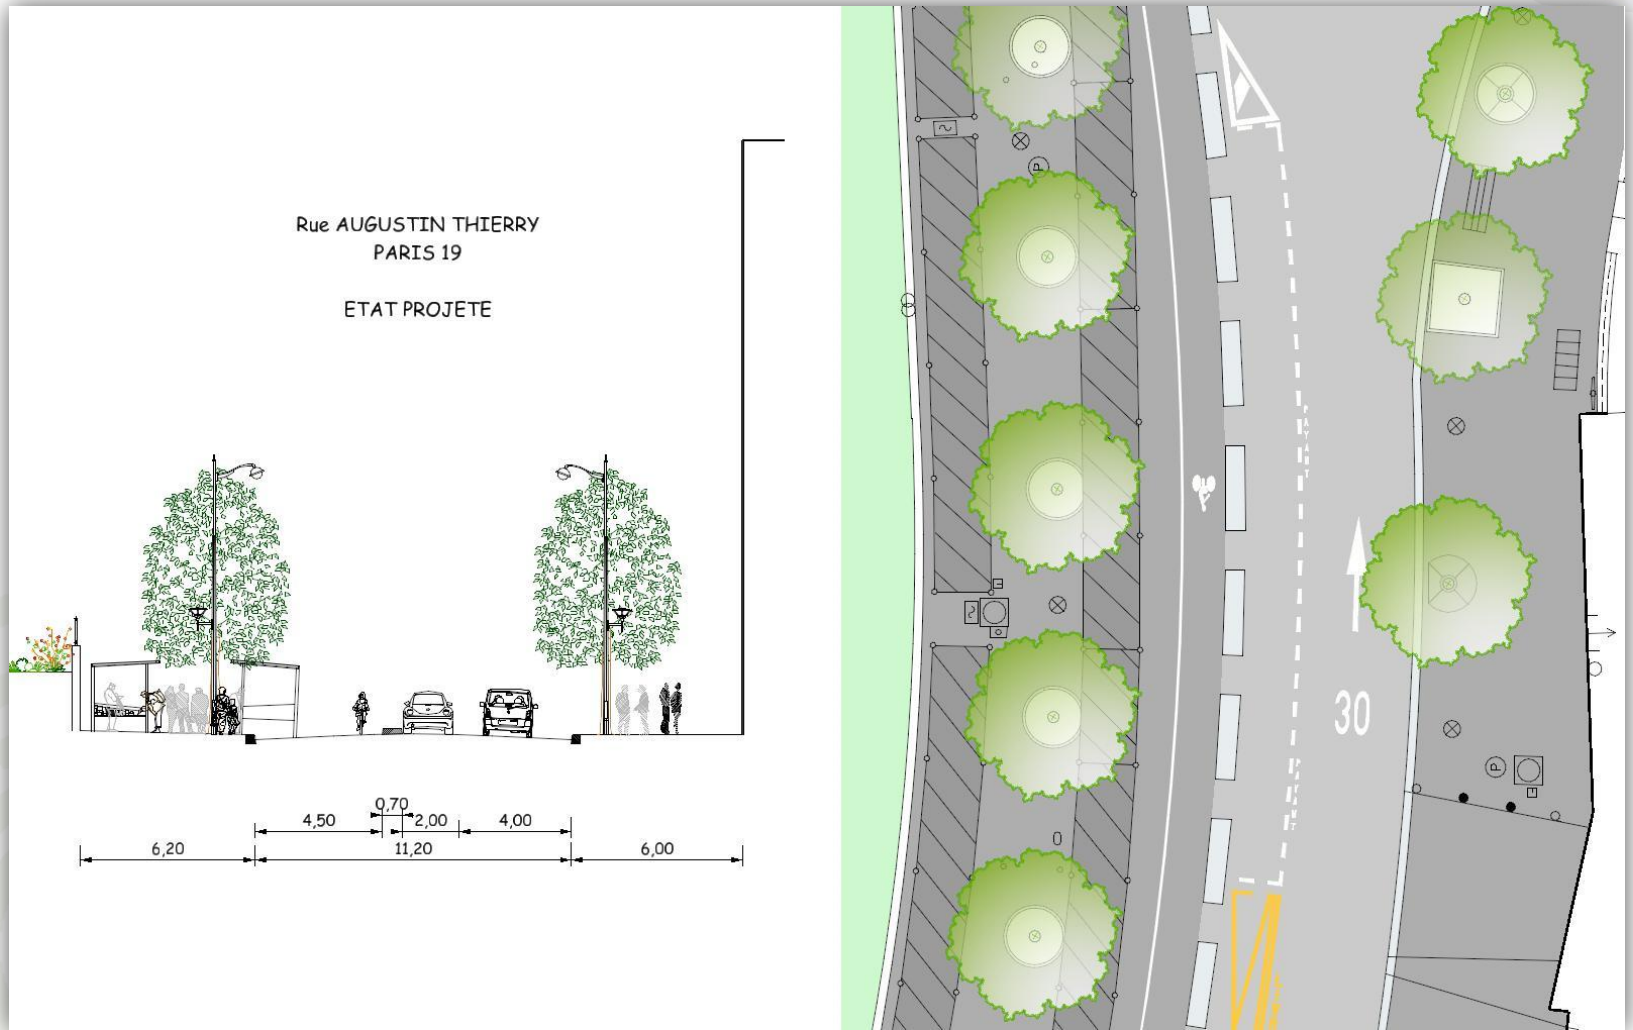 Rue AUGUSTIN THIERRY
PARIS 19
ETAT PROJETE
0,70
4,50
2,00
4,00
6,20
11,20
6,00
P
30
P